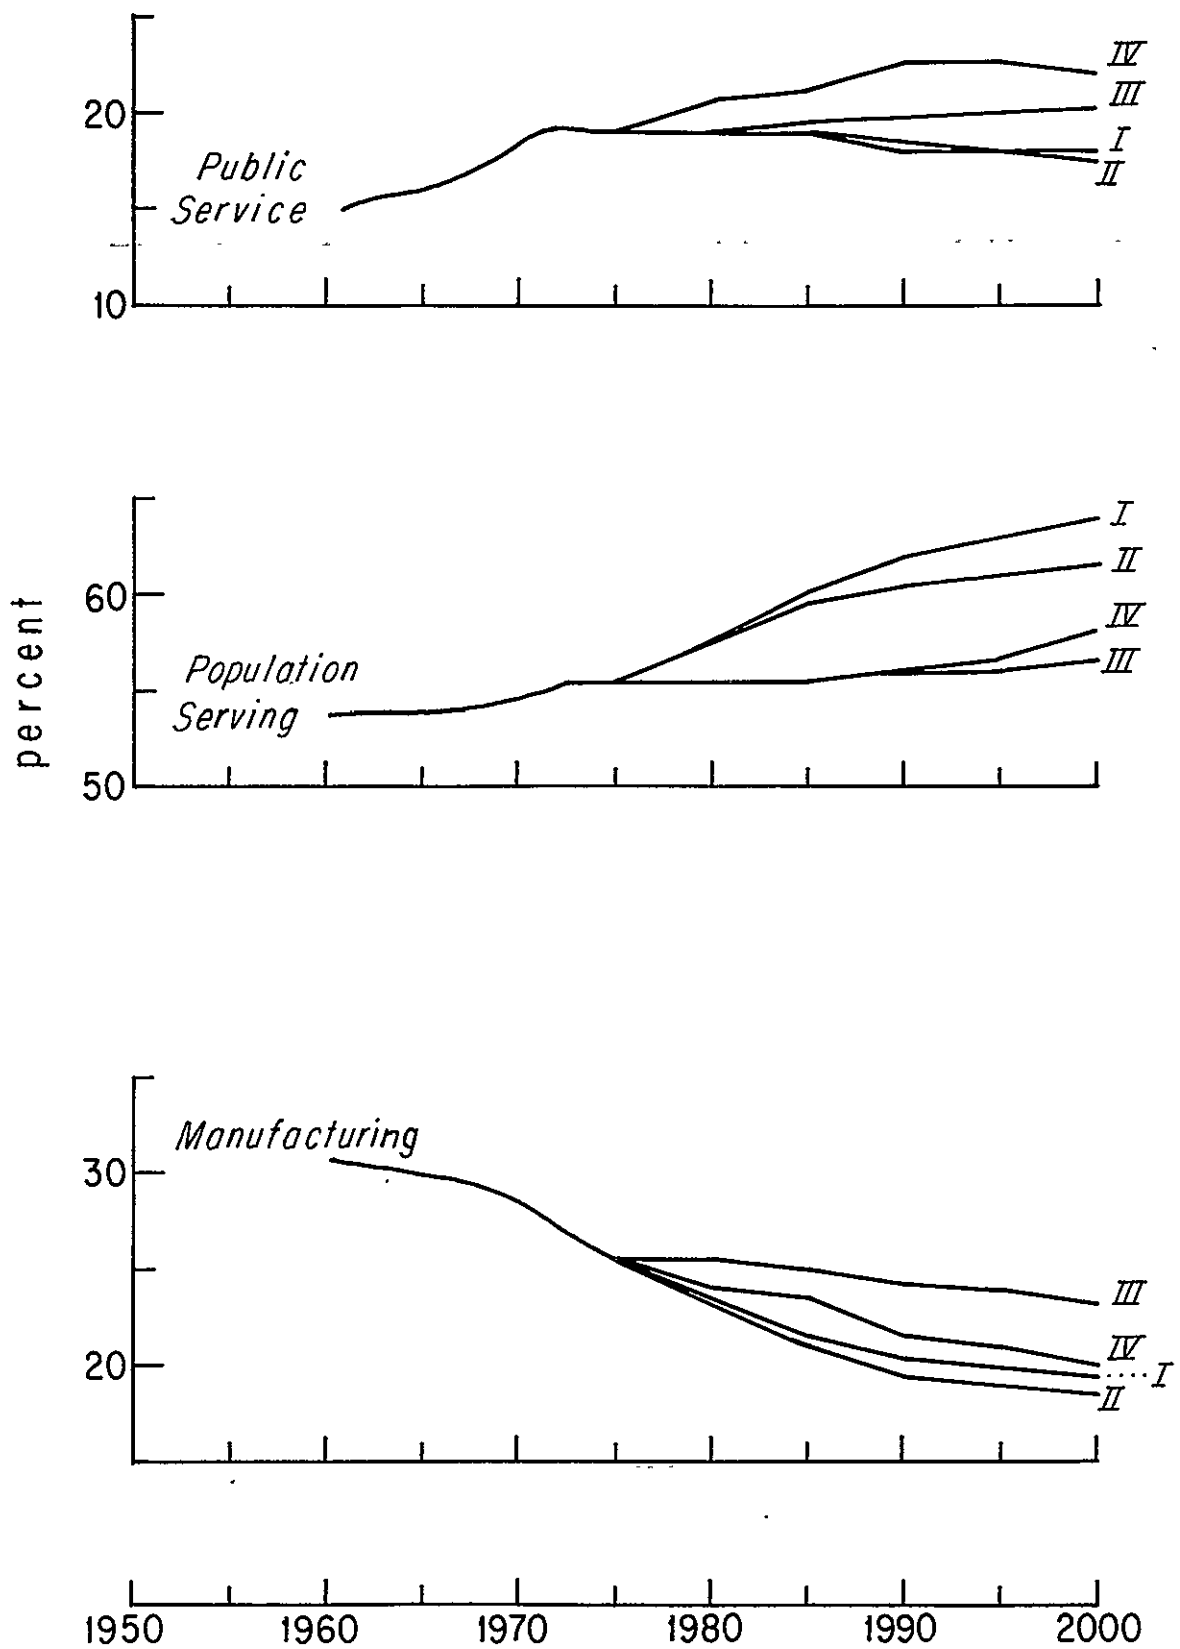 IV
20
III
Public
I
Service
II
10
I
II
60
IV
Population
III
Serving
50
percent
Manufacturing
30
III
IV
20
I
II
1950 1960 1970 1980 1990 2000